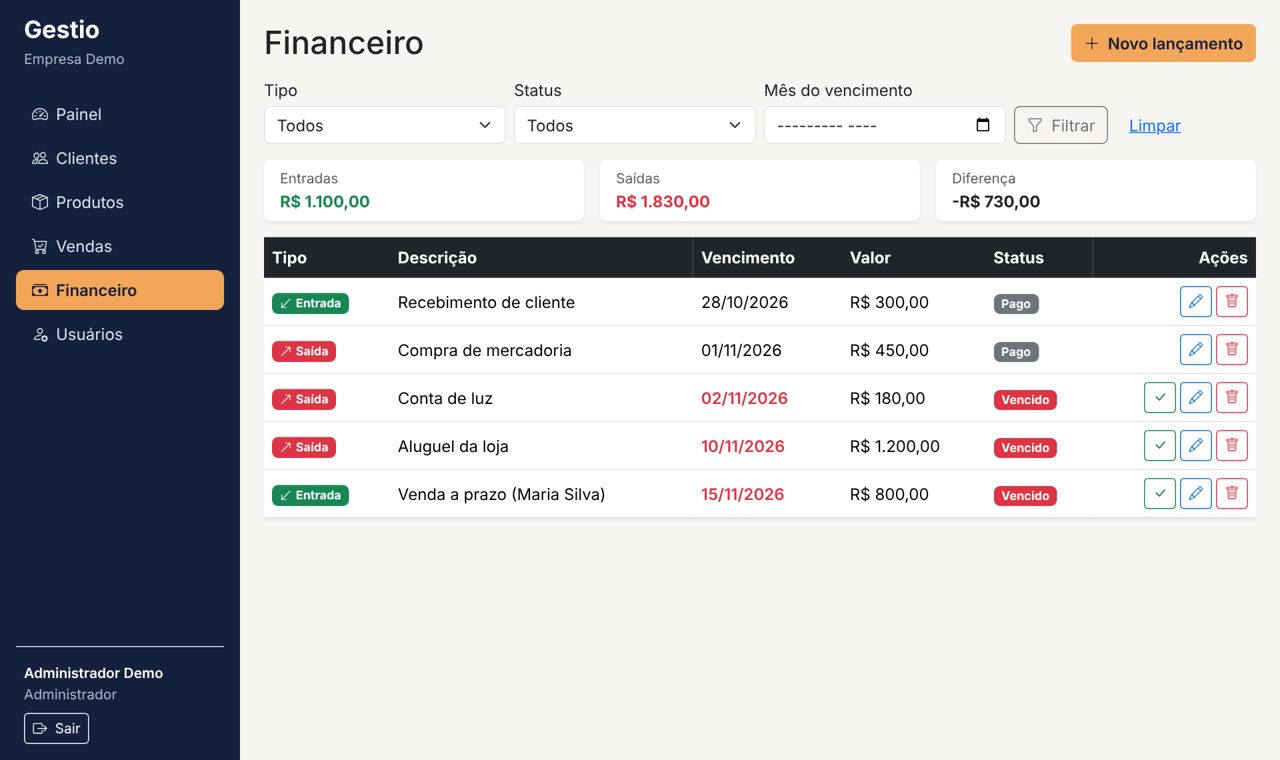 Gestio
Empresa Demo
Painel
Clientes
Produtos
Vendas
Financeiro
Usuários
Administrador Demo
Administrador
Sair
Financeiro
+ Novo lançamento
Tipo Status Mês do vencimento
Todos Todos --------- ---- Filtrar Limpar
Entradas Saídas Diferença
R$ 1.100,00 R$ 1.830,00 -R$ 730,00
Tipo Descrição Vencimento Valor Status Ações
Entrada Recebimento de cliente 28/10/2026 R$ 300,00 Pago
Saída Compra de mercadoria 01/11/2026 R$ 450,00 Pago
Saída Conta de luz 02/11/2026 R$ 180,00 Vencido
Saída Aluguel da loja 10/11/2026 R$ 1.200,00 Vencido
Entrada Venda a prazo (Maria Silva) 15/11/2026 R$ 800,00 Vencido